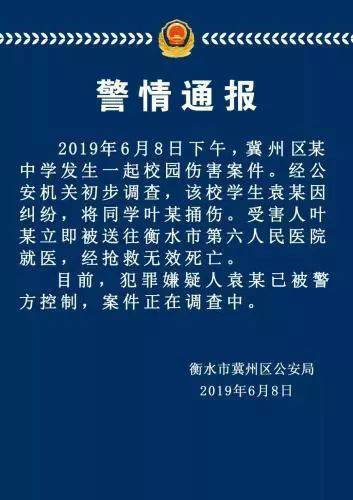 警情通报
2019年6月8日下午，冀州区某
中学发生一起校园伤害案件。经公
安机关初步调查，该校学生袁某因
纠纷，将同学叶某捅伤。受害人叶
某立即被送往衡水市第六人民医院
就医，经抢救无效死亡。
目前，犯罪嫌疑人袁某已被警
方控制，案件正在调查中。
衡水市冀州区公安局
2019年6月8日